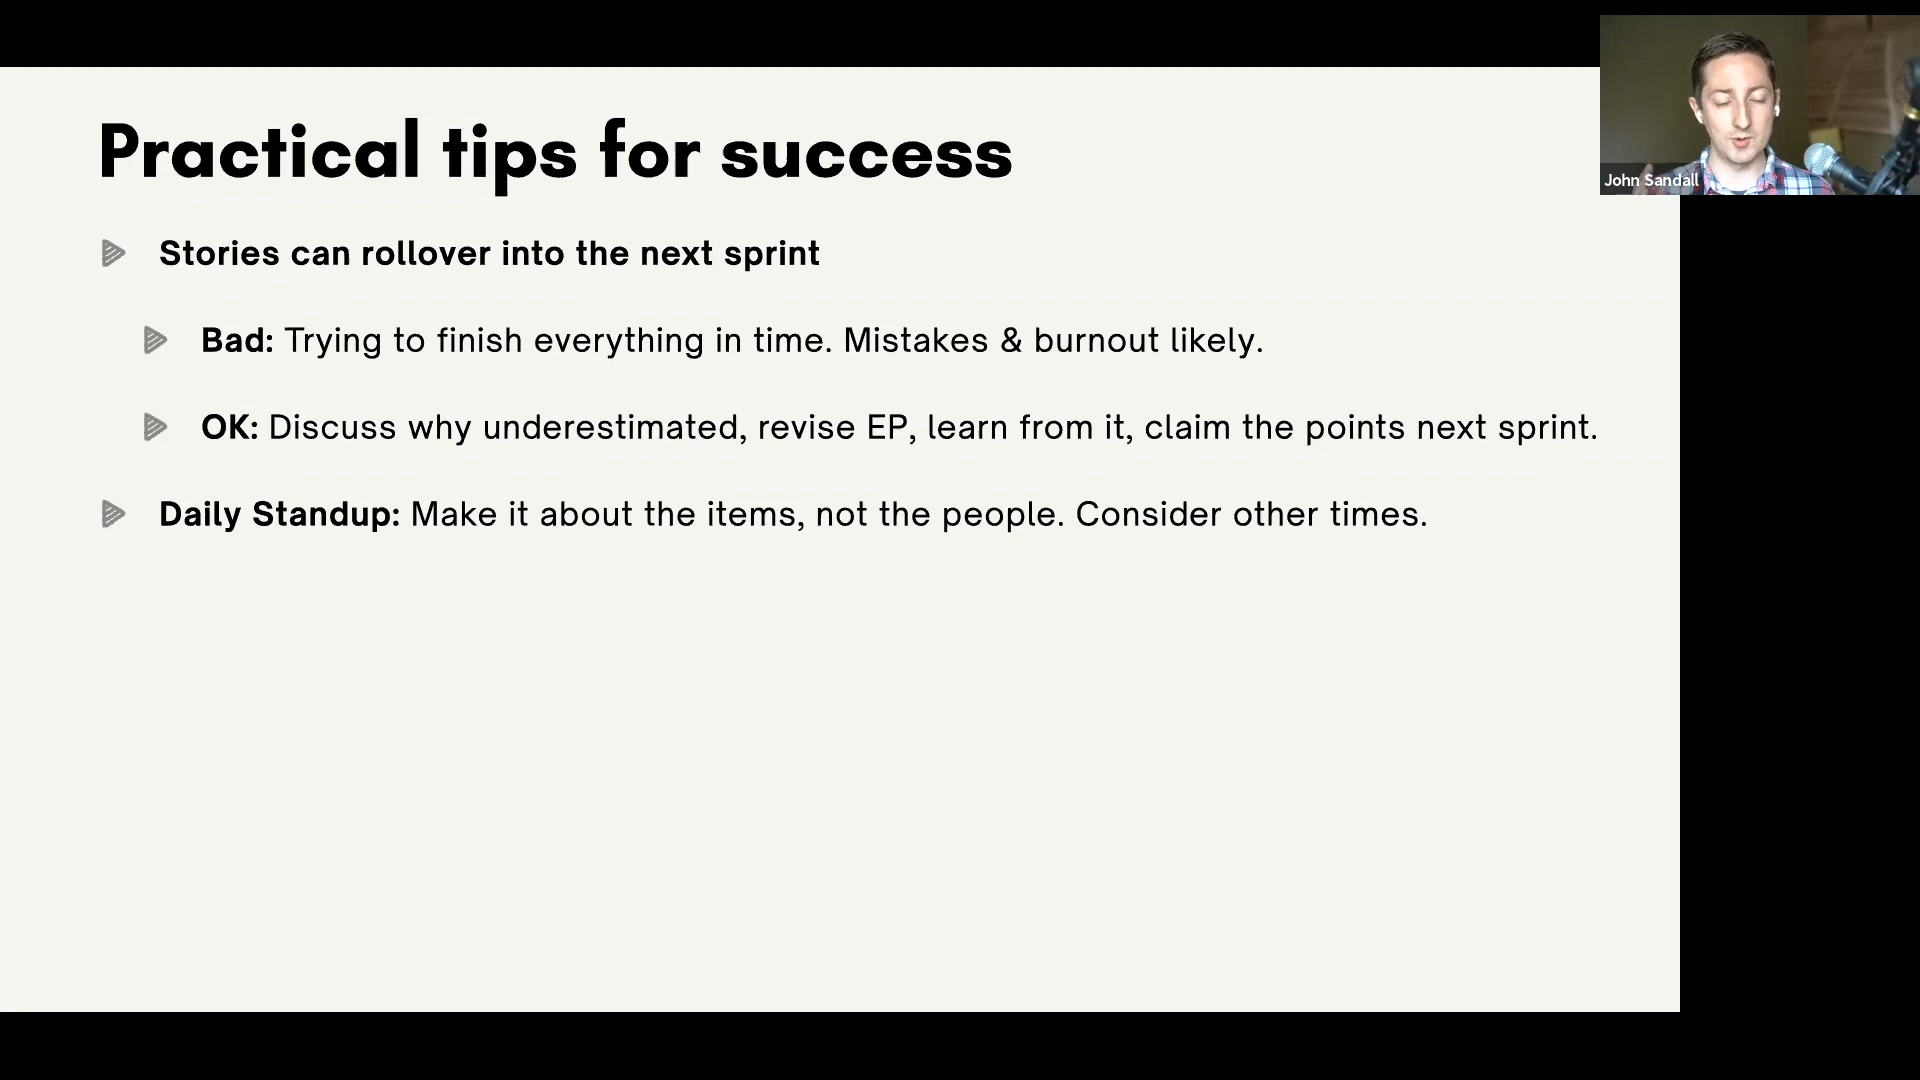 Practical tips for success
Stories can rollover into the next sprint
Bad: Trying to finish everything in time. Mistakes & burnout likely.
OK: Discuss why underestimated, revise EP, learn from it, claim the points next sprint.
Daily Standup: Make it about the items, not the people. Consider other times.
John Sandall